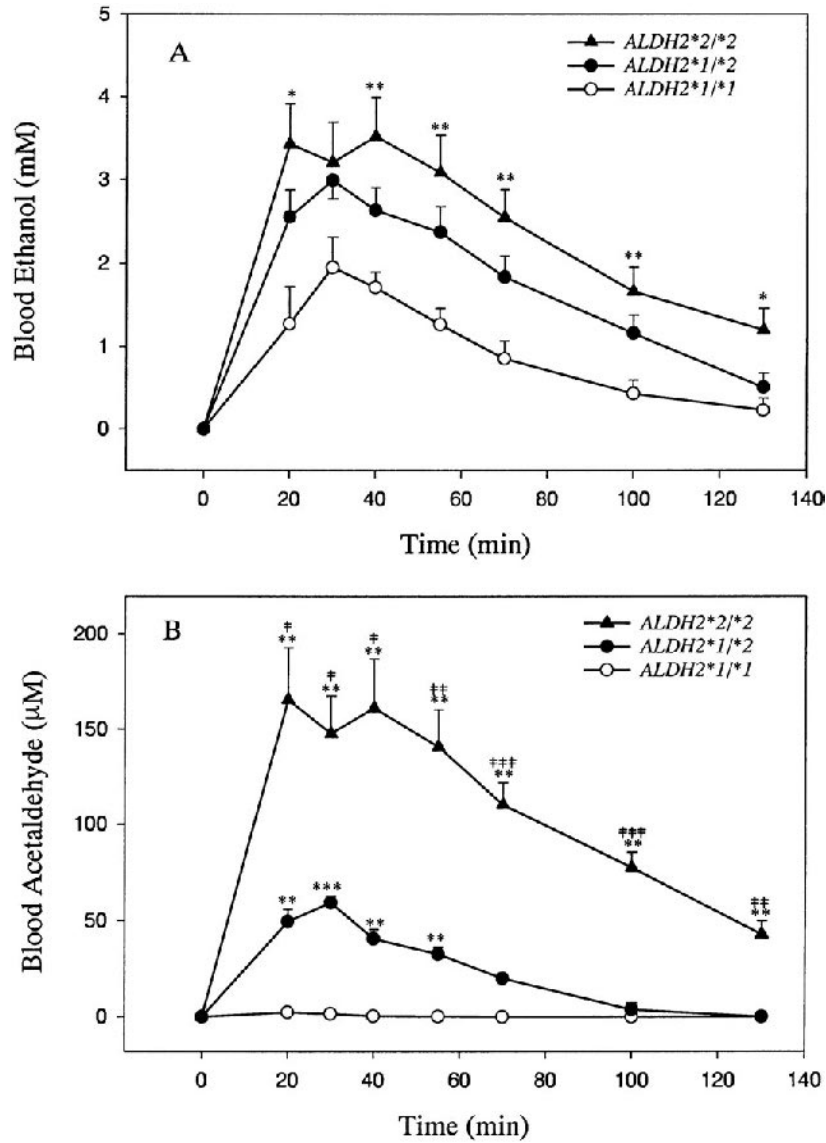 A
ALDH2*2/*2
ALDH2*1/*2
ALDH2*1/*1
Blood Ethanol (mM)
5
4
3
2
1
0
* ** ** ** ** *
0 20 40 60 80 100 120 140
Time (min)
B
ALDH2*2/*2
ALDH2*1/*2
ALDH2*1/*1
Blood Acetaldehyde (μM)
200
150
100
50
0
‡ ‡ ‡ ‡‡ ‡‡‡ ‡‡‡ ‡‡
** ** ** ** ** ** **
** *** ** **
0 20 40 60 80 100 120 140
Time (min)